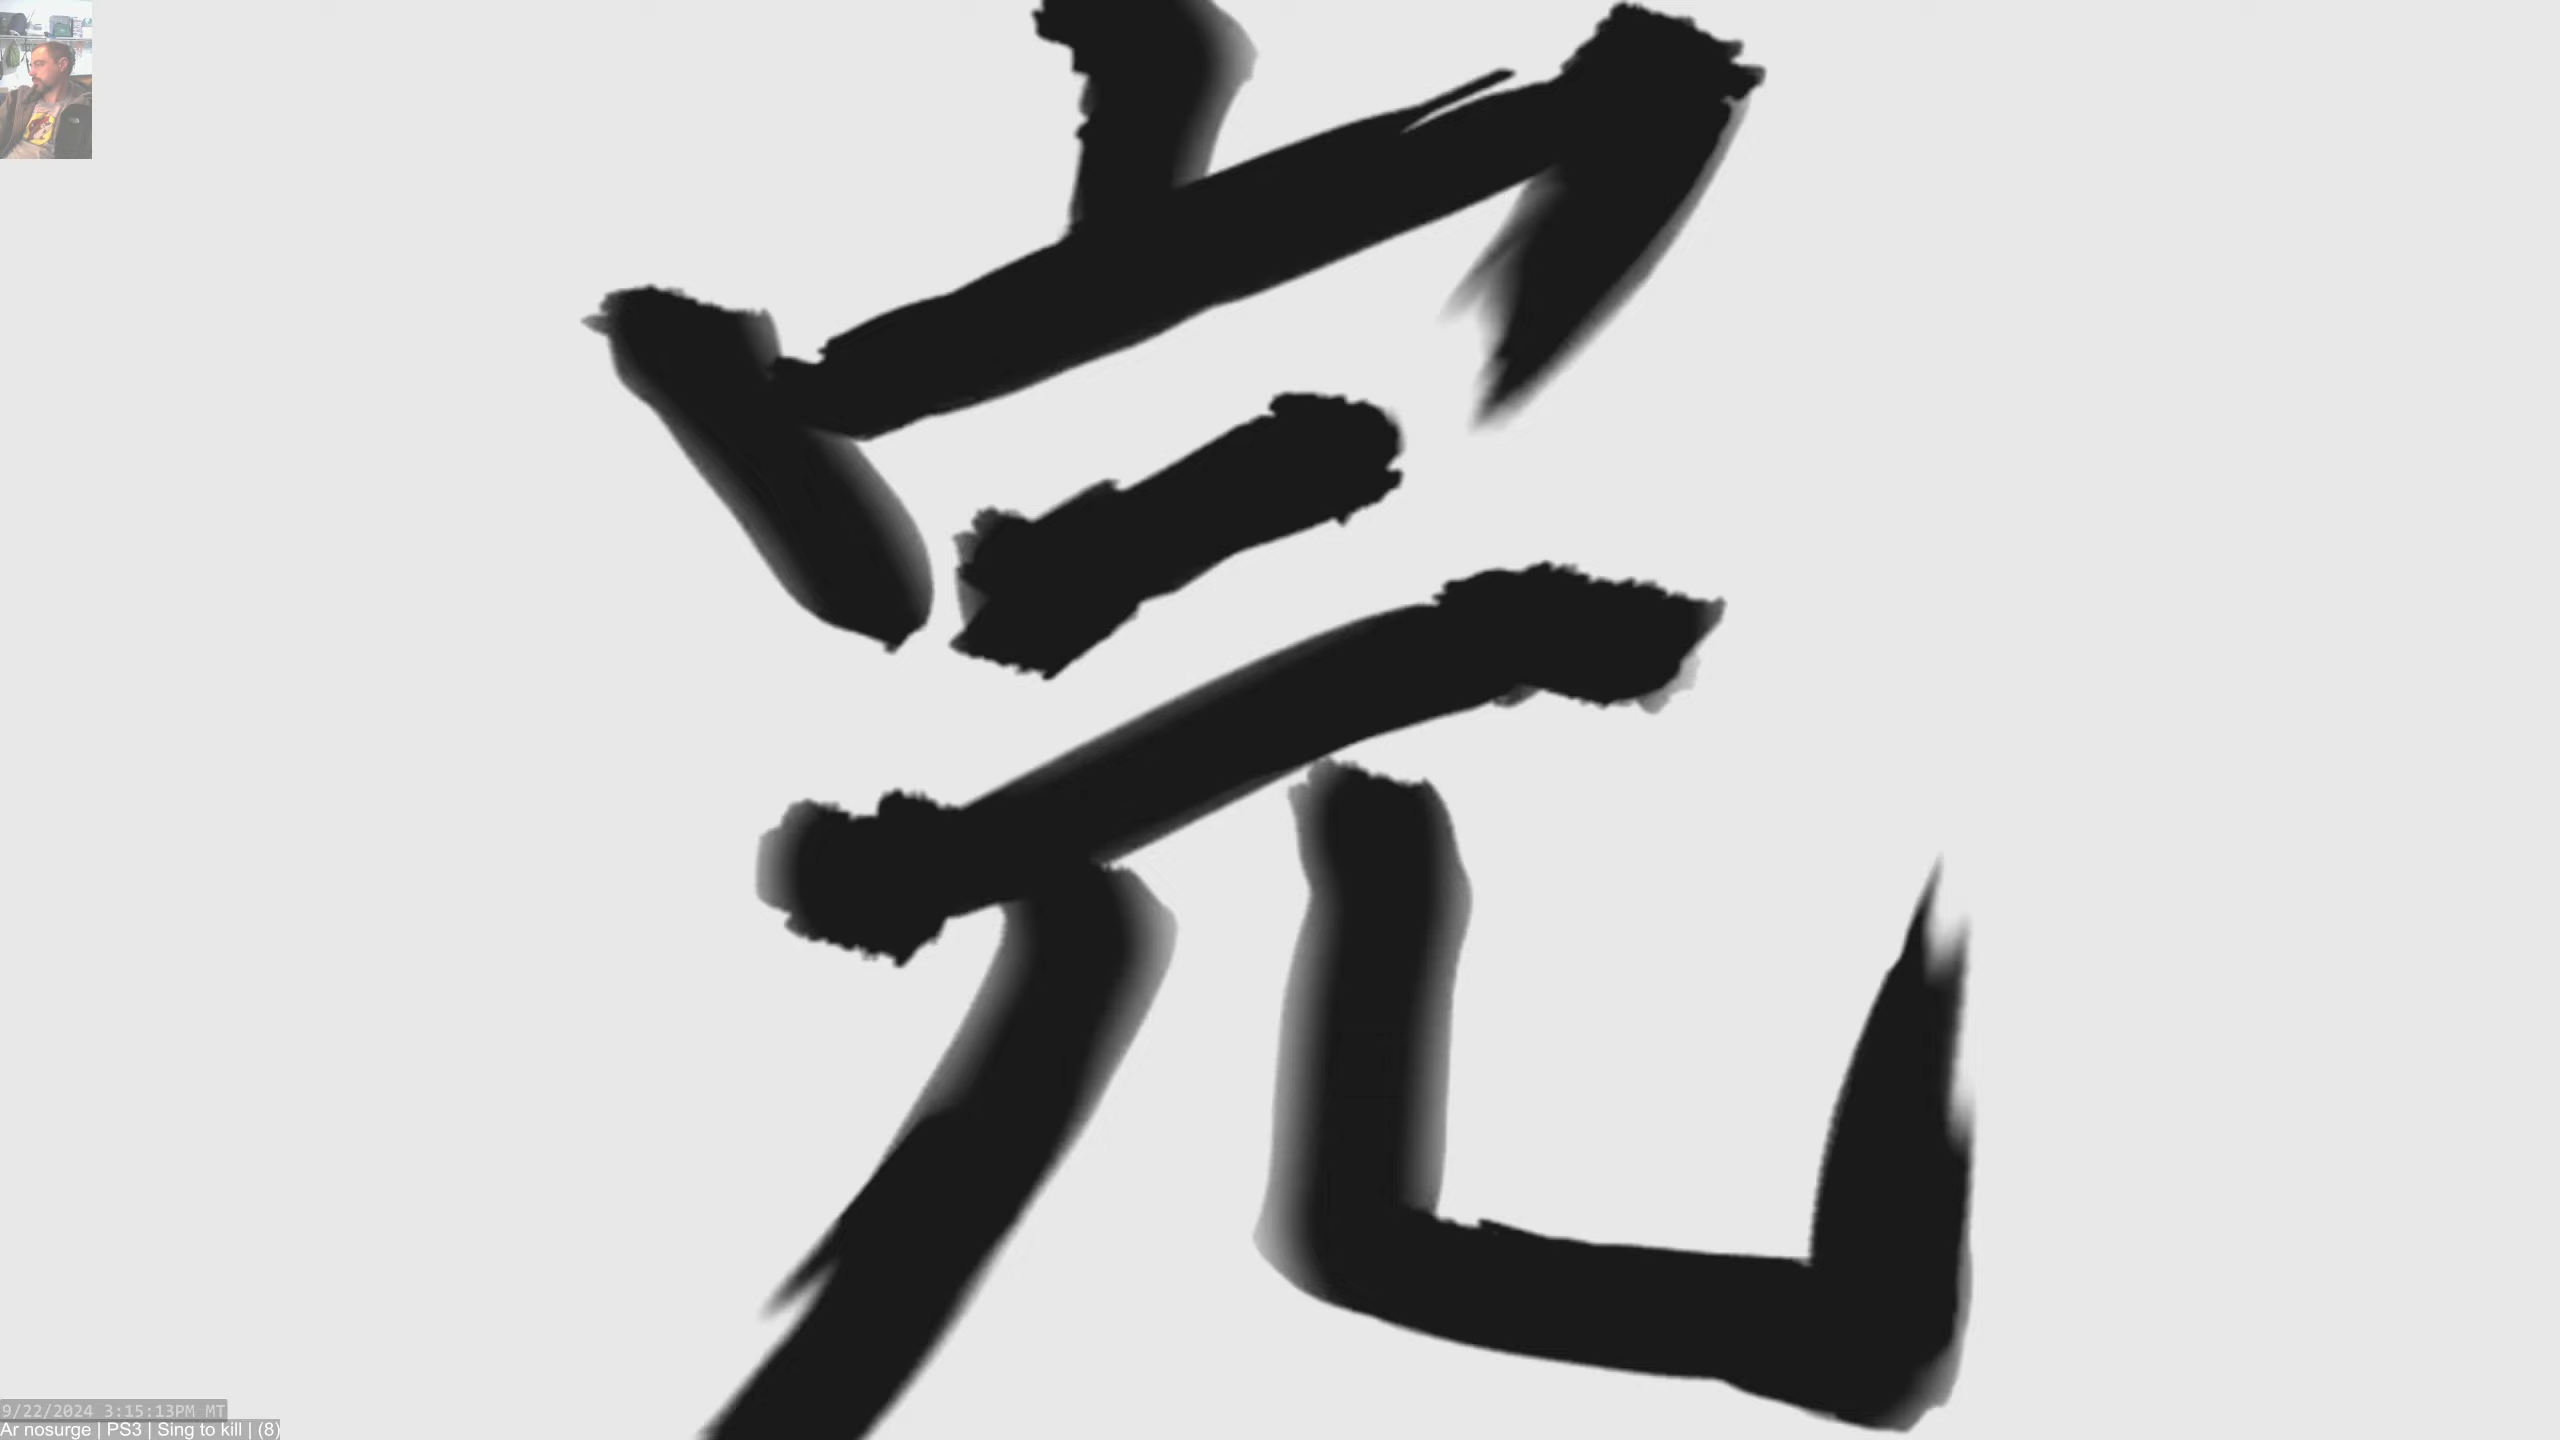 完
9/22/2024 3:15:13PM MT
Ar nosurge | PS3 | Sing to kill | (8)